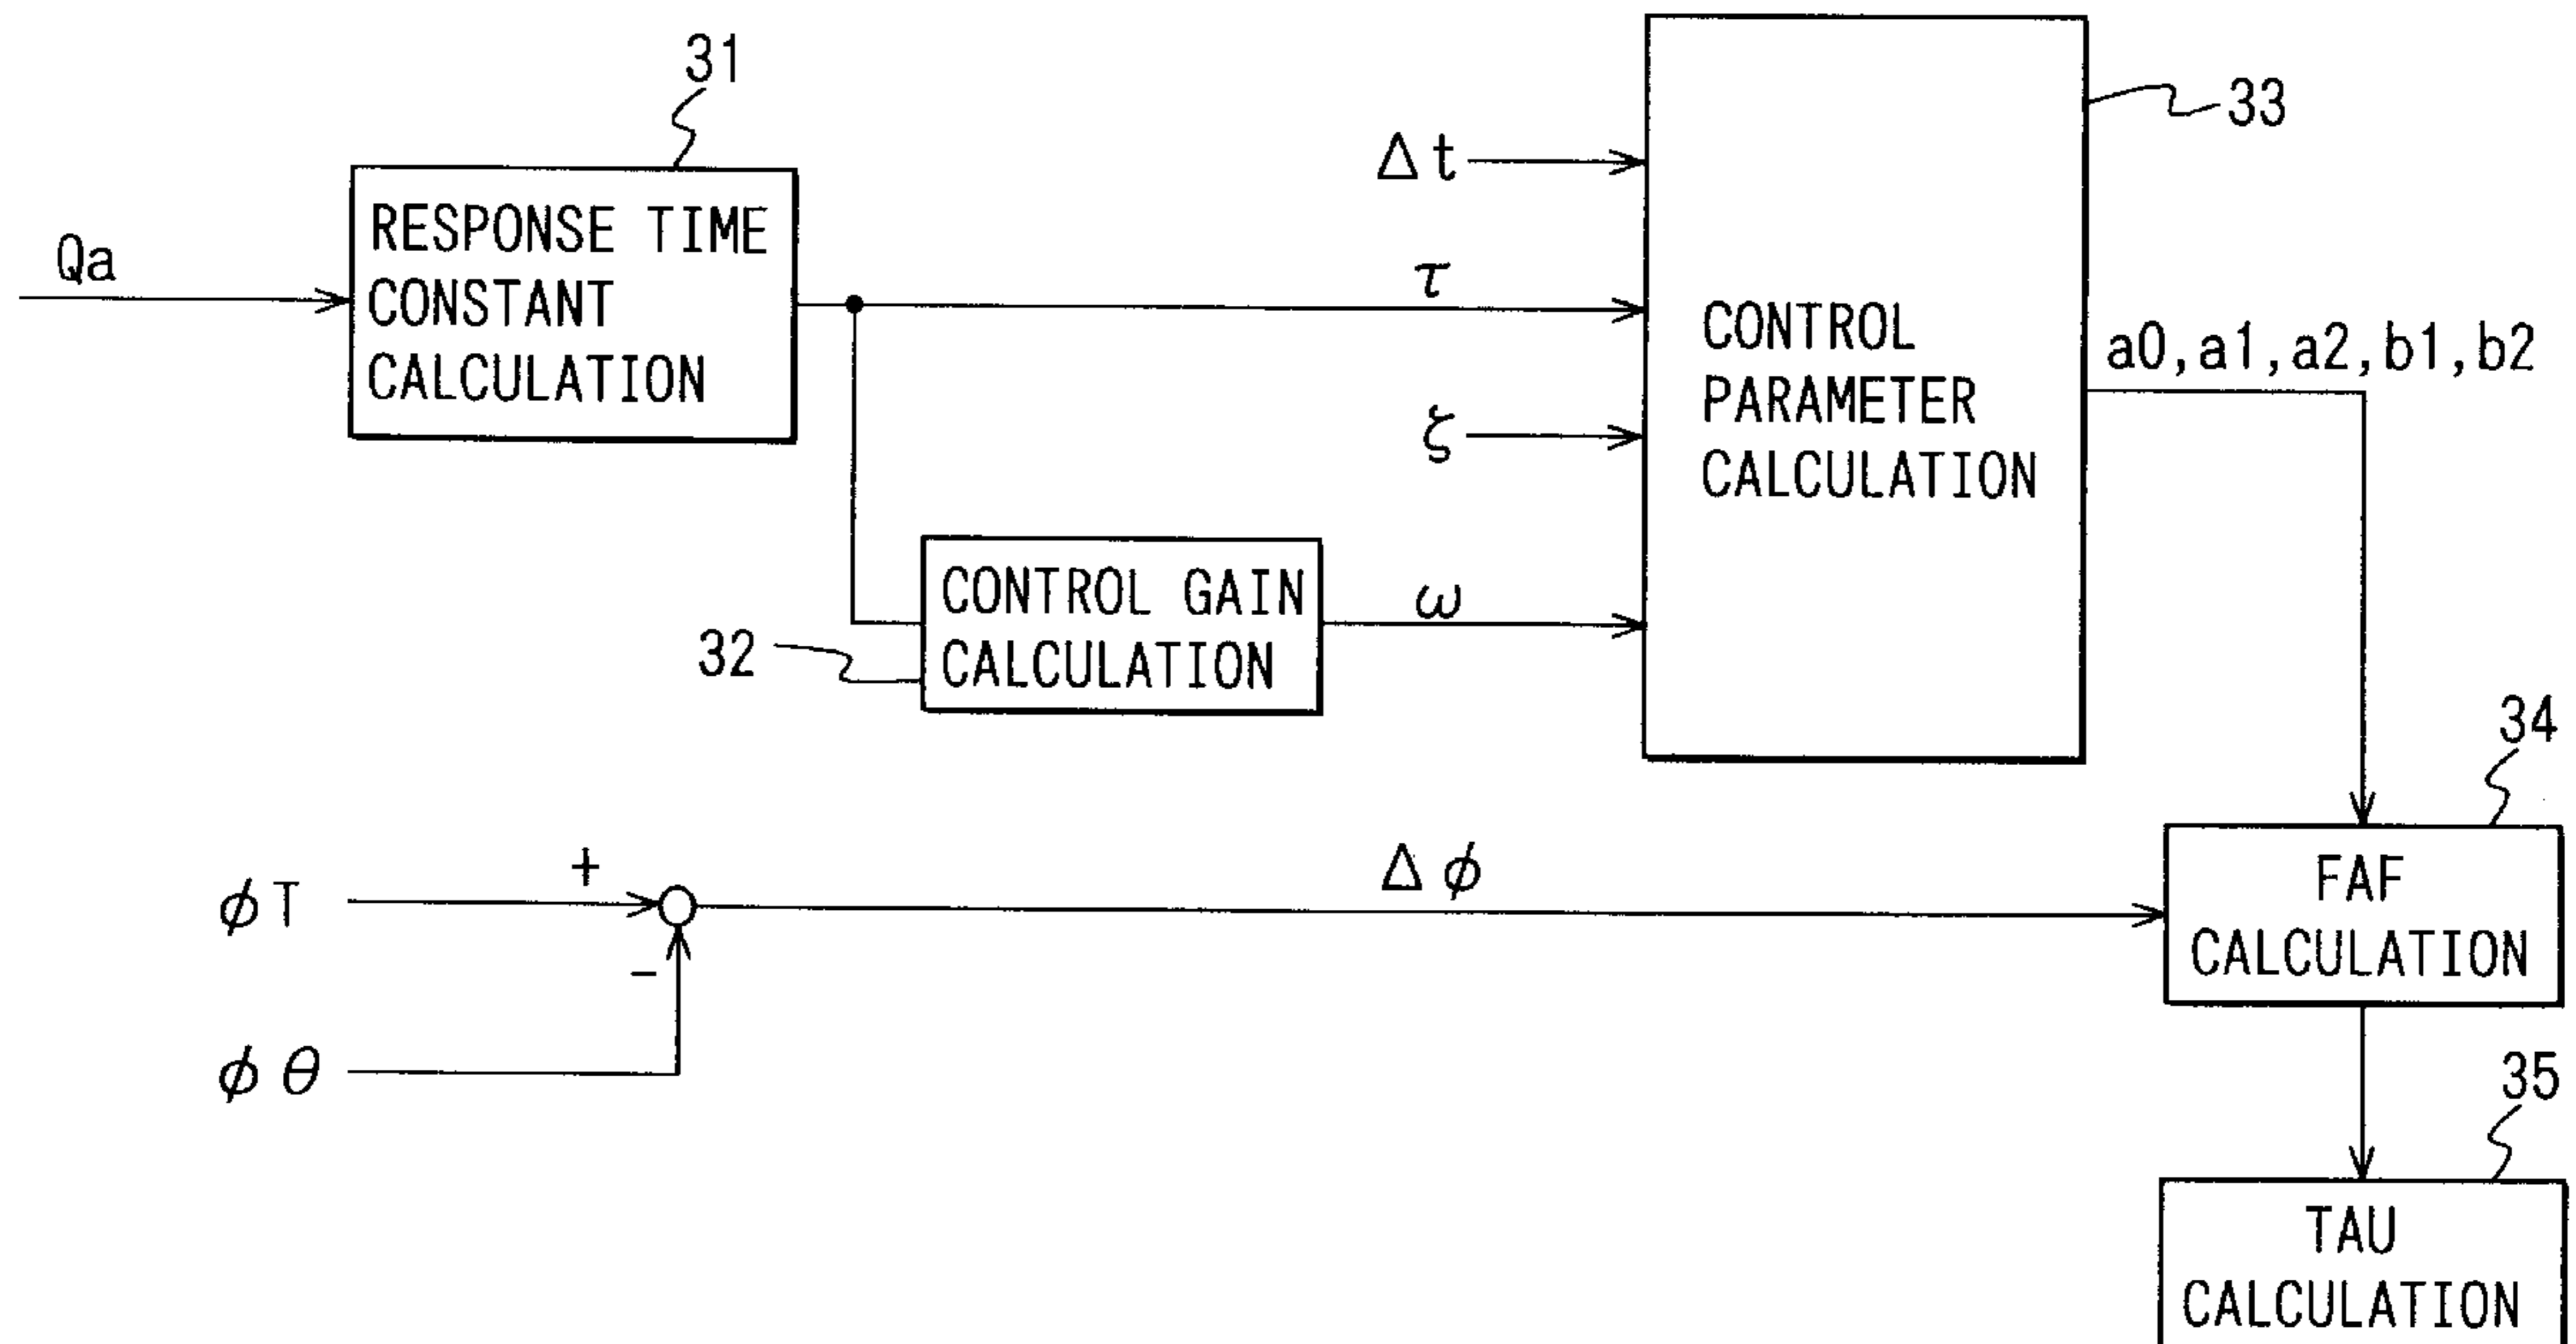 31
33
Δt
RESPONSE TIME
CONSTANT
CALCULATION
Qa
τ
CONTROL
PARAMETER
CALCULATION
a0,a1,a2,b1,b2
ζ
CONTROL GAIN
CALCULATION
ω
32
34
+
Δϕ
FAF
CALCULATION
ϕT
-
ϕθ
35
TAU
CALCULATION